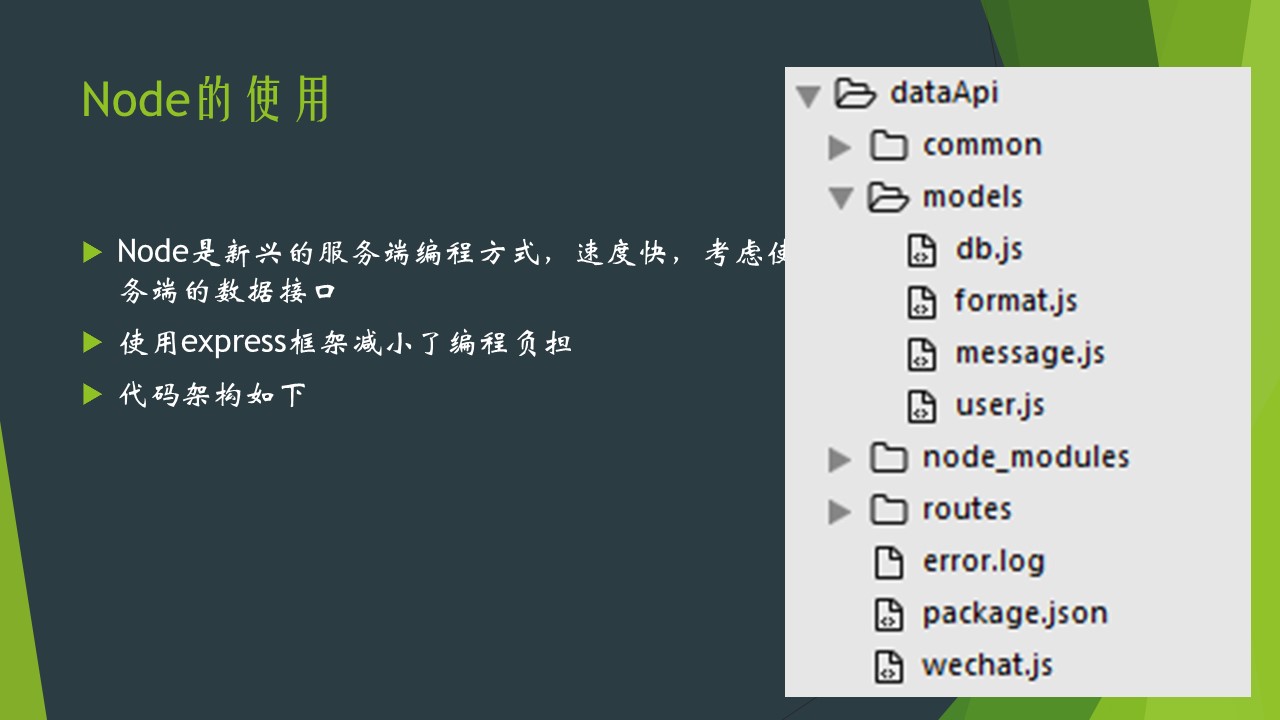 Node的使用
Node是新兴的服务端编程方式，速度快，考虑使
务端的数据接口
使用express框架减小了编程负担
代码架构如下
dataApi
common
models
db.js
format.js
message.js
user.js
node_modules
routes
error.log
package.json
wechat.js